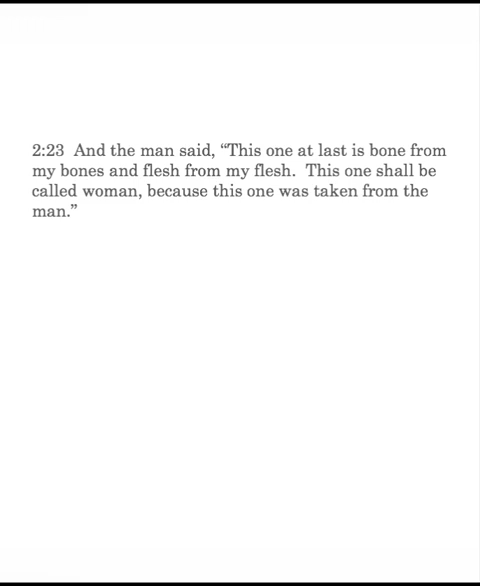 2:23  And the man said, “This one at last is bone from
my bones and flesh from my flesh.  This one shall be
called woman, because this one was taken from the
man.”